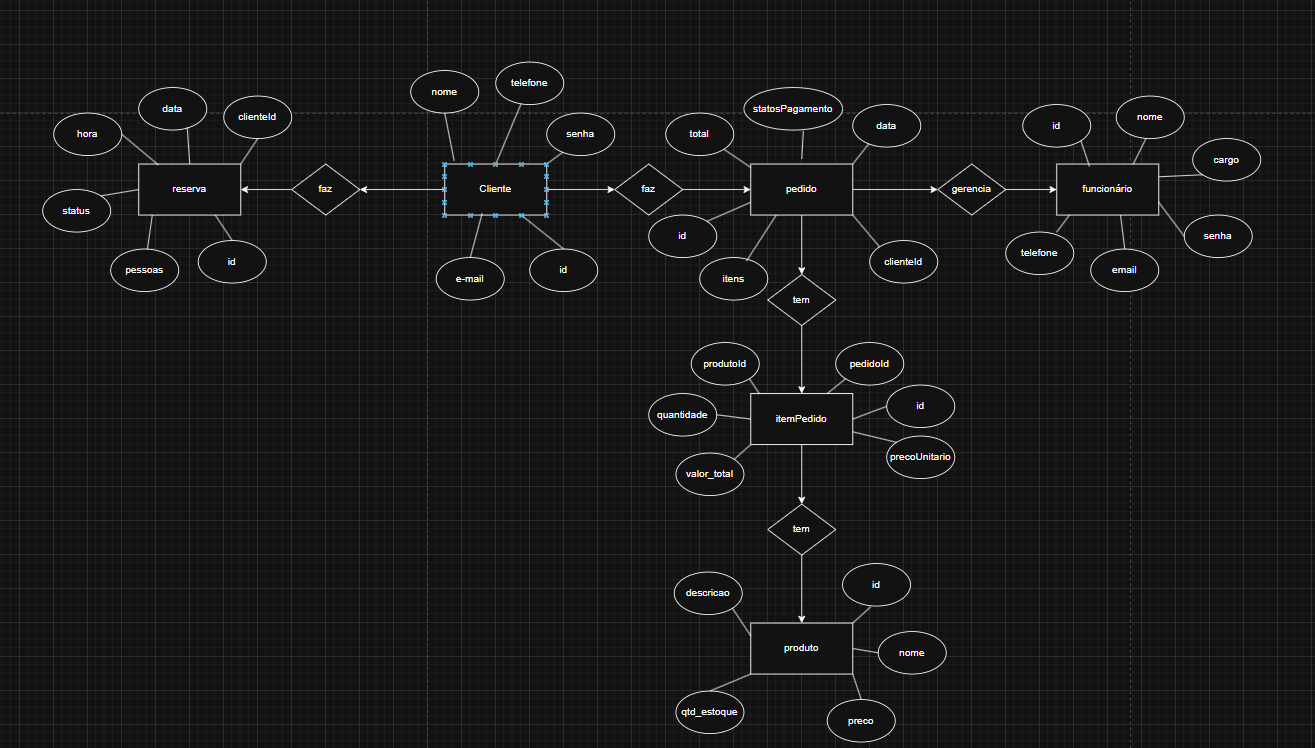 nome
telefone
data
clienteId
hora
senha
statosPagamento
total
data
id
nome
cargo
reserva
faz
Cliente
faz
pedido
gerencia
funcionário
status
pessoas
id
e-mail
id
id
itens
clienteId
telefone
email
senha
tem
produtoId
pedidoId
quantidade
itemPedido
id
precoUnitario
valor_total
tem
descricao
id
produto
nome
qtd_estoque
preco